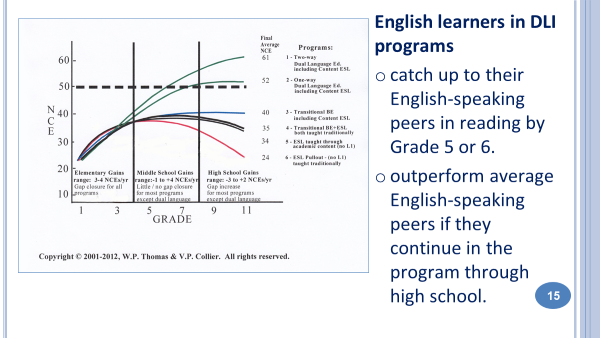 English learners in DLI
programs
catch up to their
English-speaking
peers in reading by
Grade 5 or 6.
outperform average
English-speaking
peers if they
continue in the
program through
high school.
15
Final
Average
NCE
Programs:
61
1 - Two-way
Dual Language Ed.
including Content ESL
52
2 - One-way
Dual Language Ed.
including Content ESL
40
3 - Transitional BE
including Content ESL
35
4 - Transitional BE+ESL
both taught traditionally
34
5 - ESL taught through
academic content (no L1)
24
6 - ESL Pullout - (no L1)
taught traditionally
NCE
60
50
40
30
20
10
Elementary Gains
range: 3-4 NCEs/yr
Gap closure for all
programs
Middle School Gains
range:-1 to +4 NCEs/yr
Little / no gap closure
for most programs
except dual language
High School Gains
range: -3 to +2 NCEs/yr
Gap increase
for most programs
except dual language
1 3 5 7 9 11
GRADE
Copyright © 2001-2012, W.P. Thomas & V.P. Collier. All rights reserved.